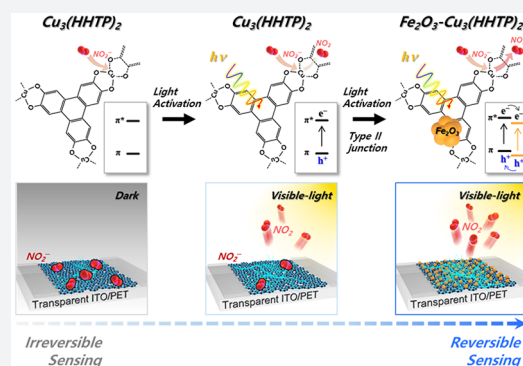 Cu₃(HHTP)₂
Cu₃(HHTP)₂
Fe₂O₃-Cu₃(HHTP)₂
NO₂⁻
hν
NO₂⁻
NO₂
hν
NO₂⁻
Light
Activation
Light
Activation
Type II
junction
π*
π
π*
e⁻
π
h⁺
Fe₂O₃
π*
e⁻
e⁻
π
h⁺
h⁺
Dark
NO₂⁻
Transparent ITO/PET
Visible-light
NO₂
NO₂⁻
Transparent ITO/PET
Visible-light
NO₂
Transparent ITO/PET
Irreversible
Sensing
Reversible
Sensing